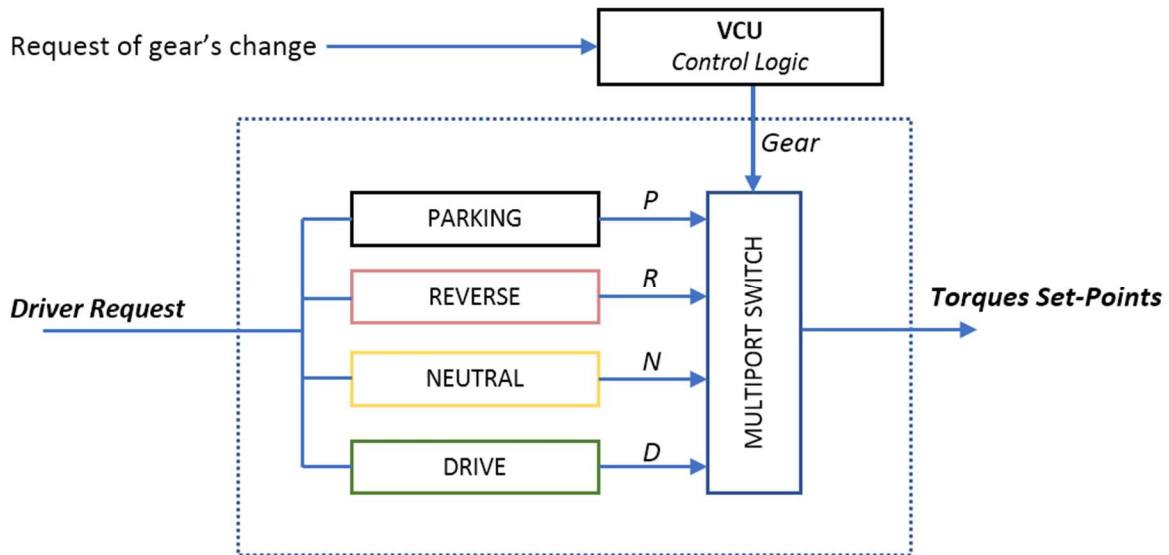 VCU
Request of gear’s change
Control Logic
Gear
PARKING
P
REVERSE
R
Driver Request
MULTIPORT SWITCH
Torques Set-Points
NEUTRAL
N
DRIVE
D